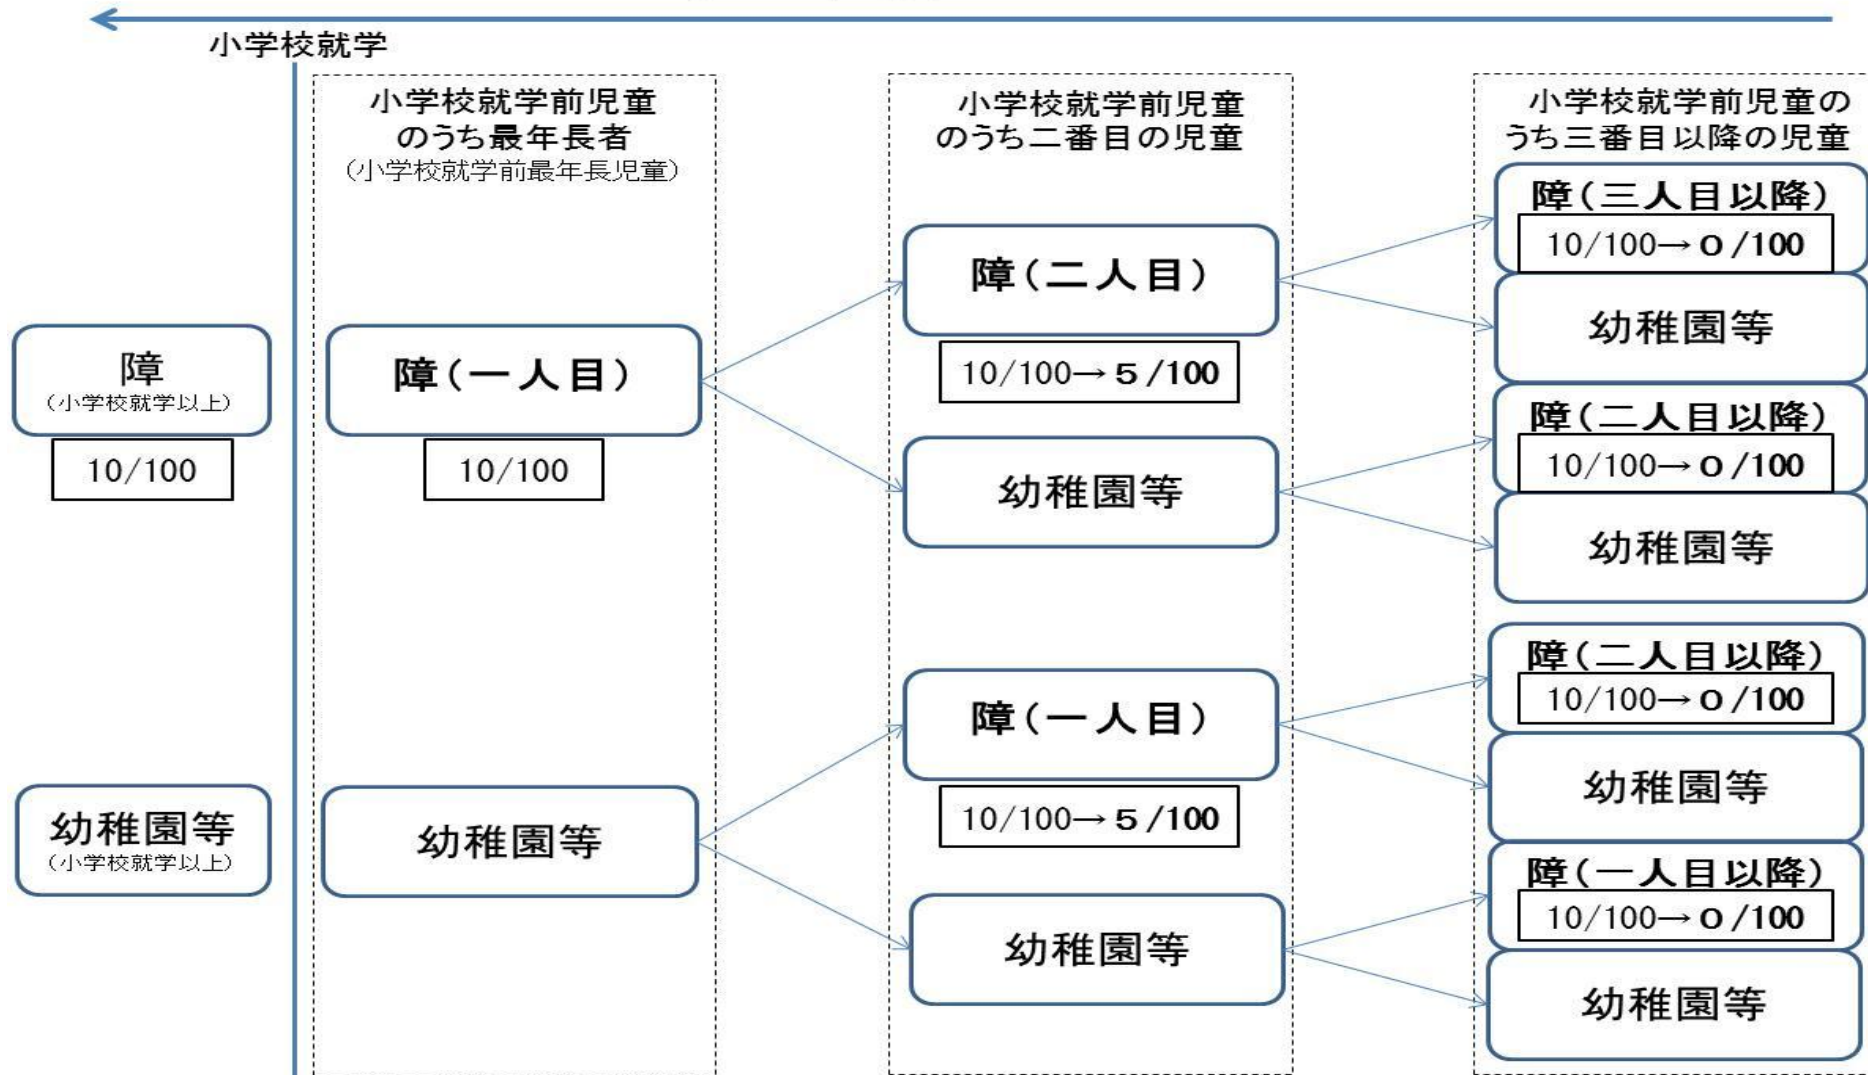 小学校就学
小学校就学前児童
のうち最年長者
（小学校就学前最年長児童）
障（一人目）
10/100
幼稚園等
障
（小学校就学以上）
10/100
幼稚園等
（小学校就学以上）
小学校就学前児童
のうち二番目の児童
障（二人目）
10/100→５/100
幼稚園等
障（一人目）
10/100→５/100
幼稚園等
小学校就学前児童の
うち三番目以降の児童
障（三人目以降）
10/100→０/100
幼稚園等
障（二人目以降）
10/100→０/100
幼稚園等
障（二人目以降）
10/100→０/100
幼稚園等
障（一人目以降）
10/100→０/100
幼稚園等